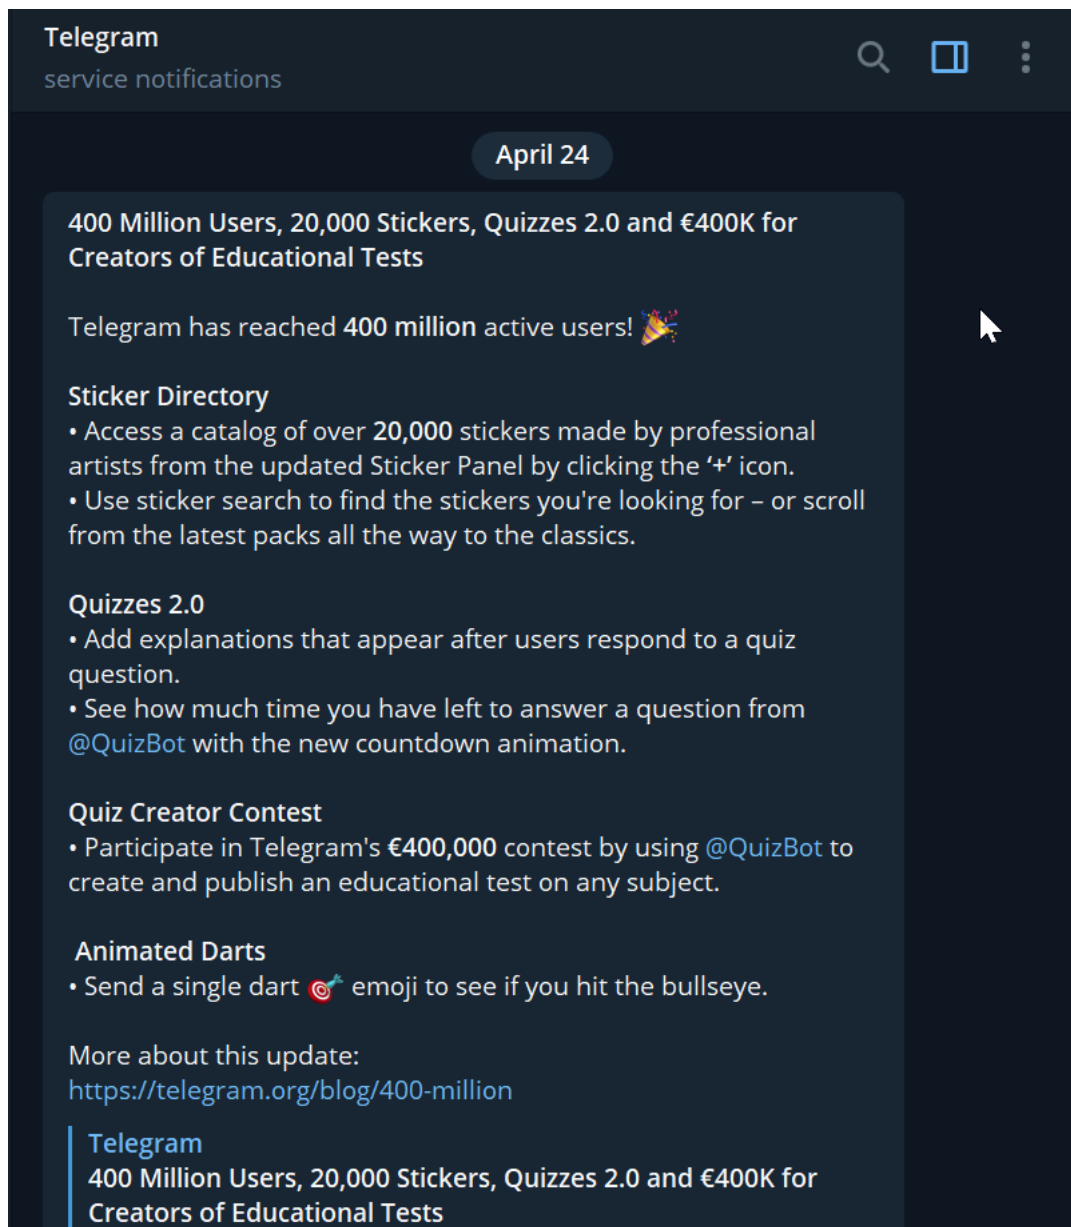 Telegram
service notifications
April 24
400 Million Users, 20,000 Stickers, Quizzes 2.0 and €400K for
Creators of Educational Tests
Telegram has reached 400 million active users! 🎉
Sticker Directory
• Access a catalog of over 20,000 stickers made by professional
artists from the updated Sticker Panel by clicking the ‘+’ icon.
• Use sticker search to find the stickers you're looking for – or scroll
from the latest packs all the way to the classics.
Quizzes 2.0
• Add explanations that appear after users respond to a quiz
question.
• See how much time you have left to answer a question from
@QuizBot with the new countdown animation.
Quiz Creator Contest
• Participate in Telegram's €400,000 contest by using @QuizBot to
create and publish an educational test on any subject.
Animated Darts
• Send a single dart 🎯 emoji to see if you hit the bullseye.
More about this update:
https://telegram.org/blog/400-million
Telegram
400 Million Users, 20,000 Stickers, Quizzes 2.0 and €400K for
Creators of Educational Tests